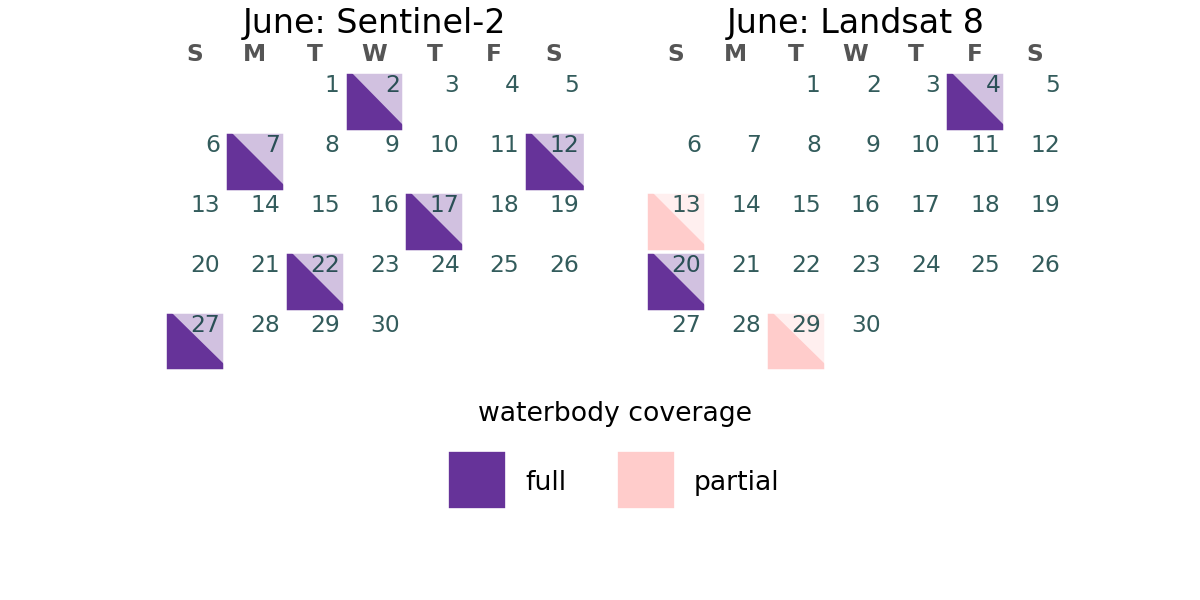 June: Sentinel-2
S M T W T F S
1 2 3 4 5
6 7 8 9 10 11 12
13 14 15 16 17 18 19
20 21 22 23 24 25 26
27 28 29 30
June: Landsat 8
S M T W T F S
1 2 3 4 5
6 7 8 9 10 11 12
13 14 15 16 17 18 19
20 21 22 23 24 25 26
27 28 29 30
waterbody coverage
full partial